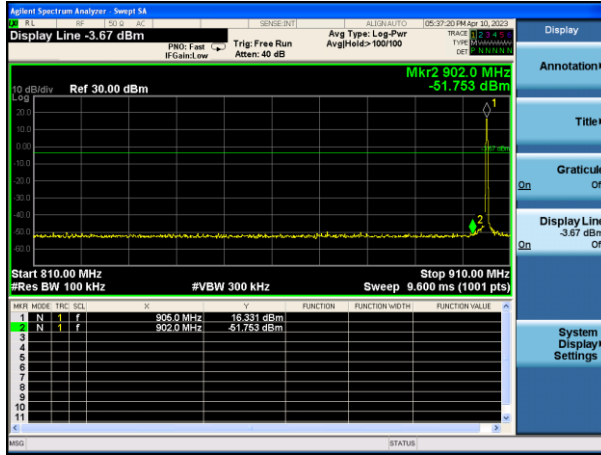 Agilent Spectrum Analyzer - Swept SA
RL RF 50 Ω AC SENSE:INT ALIGNAUTO 05:37:20 PM Apr 10, 2023
Display Line -3.67 dBm
PNO: Fast
IFGain:Low
Trig: Free Run
Atten: 40 dB
Avg Type: Log-Pwr
Avg|Hold:>100/100
TRACE 1 2 3 4 5 6
TYPE M
DET P N N N N N
Display
Mkr2 902.0 MHz
-51.753 dBm
10 dB/div Ref 30.00 dBm
Log
20.0
10.0
0.00
-10.0
-20.0
-30.0
-40.0
-50.0
-60.0
1
-3.67 dBm
2
Start 810.00 MHz Stop 910.00 MHz
#Res BW 100 kHz #VBW 300 kHz Sweep 9.600 ms (1001 pts)
MKR MODE TRC SCL X Y FUNCTION FUNCTION WIDTH FUNCTION VALUE
1 N 1 f 905.0 MHz 16.331 dBm
2 N 1 f 902.0 MHz -51.753 dBm
3
4
5
6
7
8
9
10
11
MSG STATUS
Annotation
Title
Graticule
On Of
Display Line
-3.67 dBm
On Of
System
Display
Settings